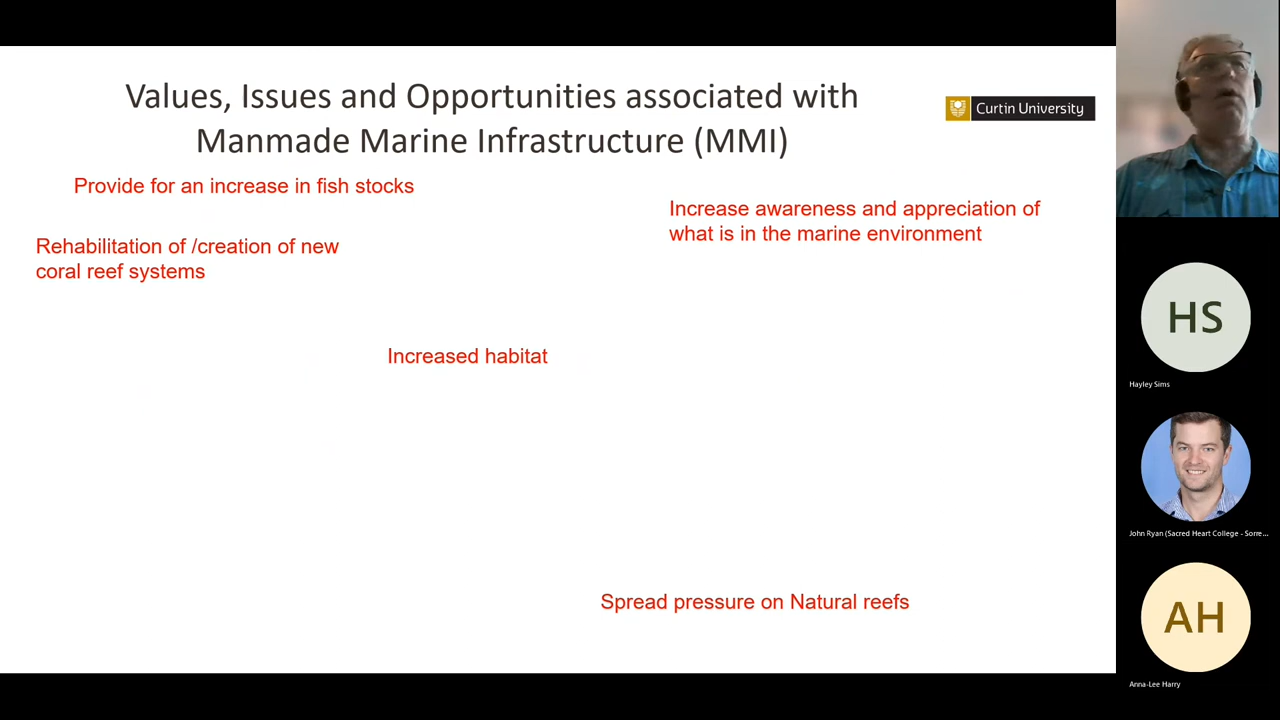 Values, Issues and Opportunities associated with
Manmade Marine Infrastructure (MMI)
Curtin University
Provide for an increase in fish stocks
Increase awareness and appreciation of
what is in the marine environment
Rehabilitation of /creation of new
coral reef systems
Increased habitat
Spread pressure on Natural reefs
HS
Hayley Sims
John Ryan (Sacred Heart College - Sorre...
AH
Anna-Lee Harry